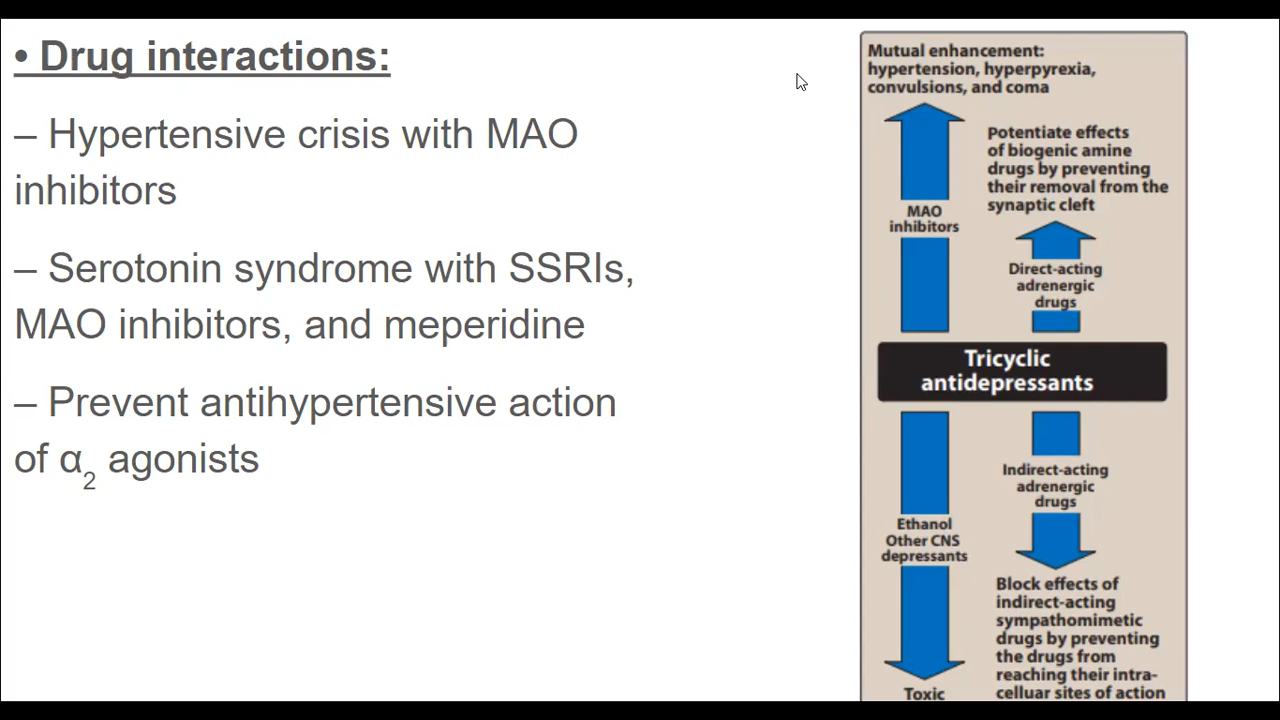 • Drug interactions:
– Hypertensive crisis with MAO
inhibitors
– Serotonin syndrome with SSRIs,
MAO inhibitors, and meperidine
– Prevent antihypertensive action
of α₂ agonists
Mutual enhancement:
hypertension, hyperpyrexia,
convulsions, and coma
Potentiate effects
of biogenic amine
drugs by preventing
their removal from the
synaptic cleft
MAO
inhibitors
Direct-acting
adrenergic
drugs
Tricyclic
antidepressants
Indirect-acting
adrenergic
drugs
Ethanol
Other CNS
depressants
Block effects of
indirect-acting
sympathomimetic
drugs by preventing
the drugs from
reaching their intra-
celluar sites of action
Toxic